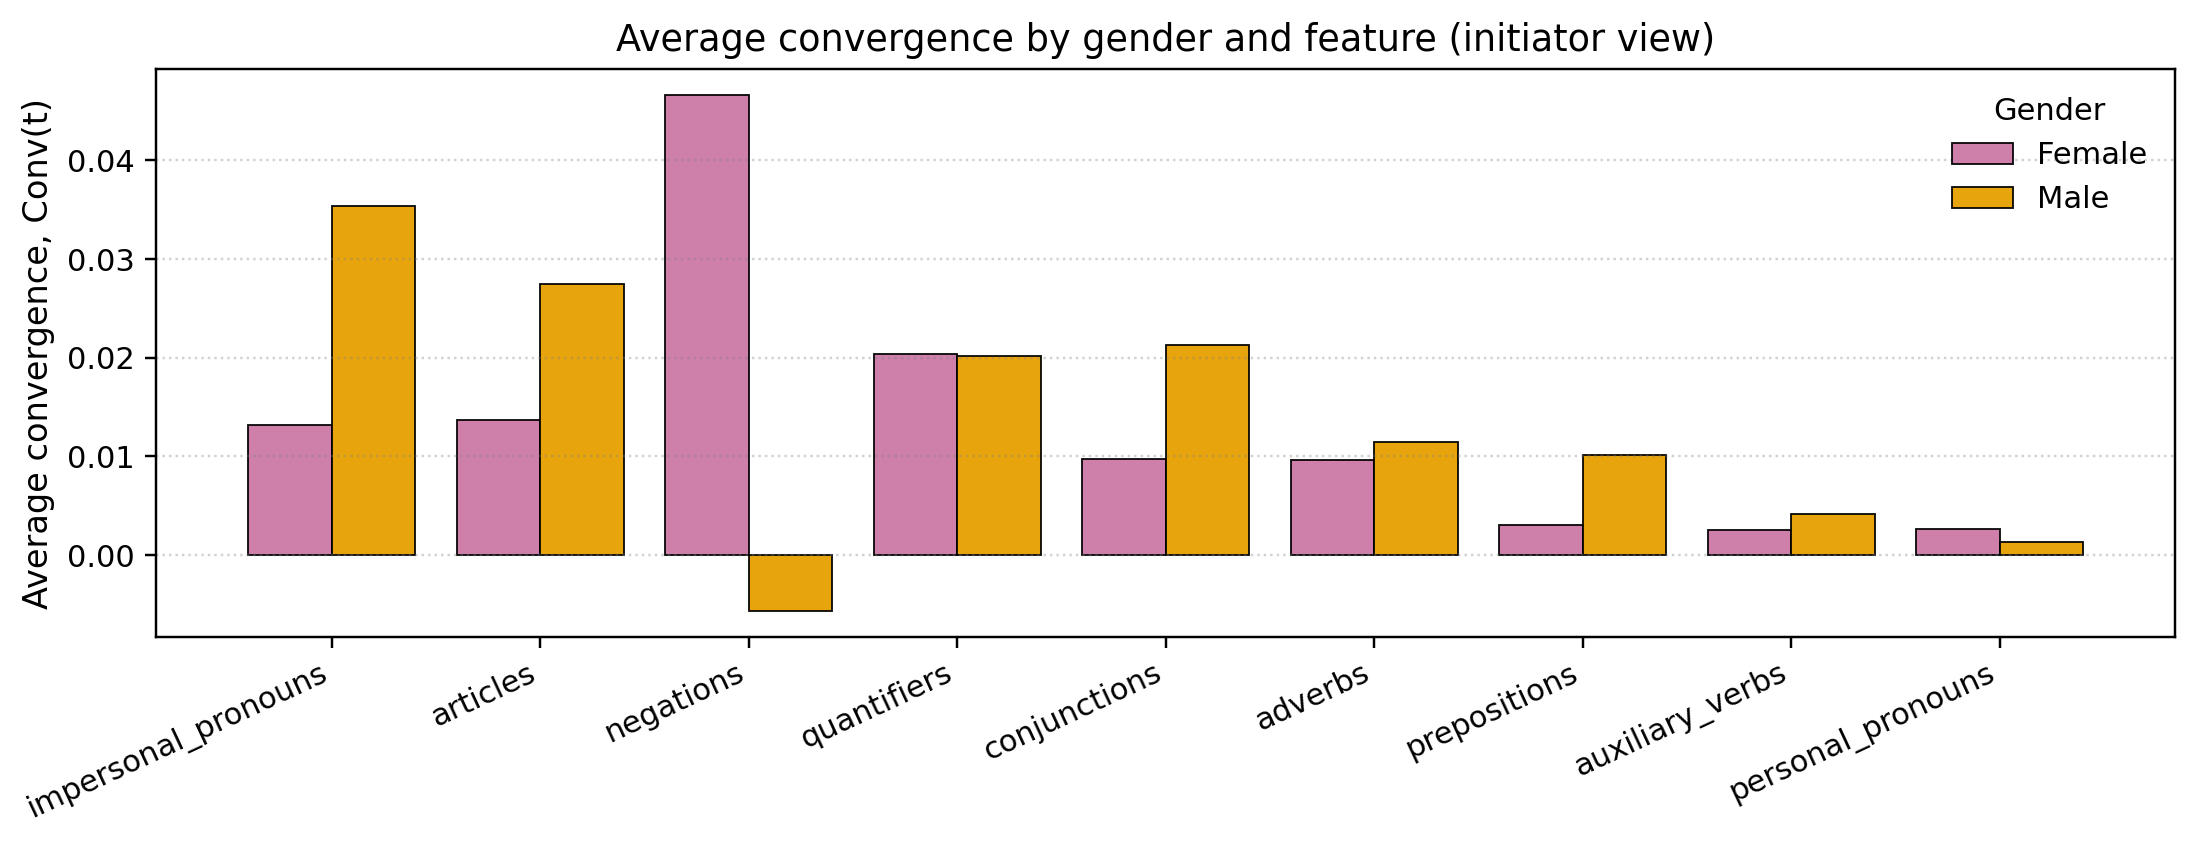 Average convergence by gender and feature (initiator view)
Average convergence, Conv(t)
0.04
0.03
0.02
0.01
0.00
Gender
Female
Male
impersonal_pronouns
articles
negations
quantifiers
conjunctions
adverbs
prepositions
auxiliary_verbs
personal_pronouns